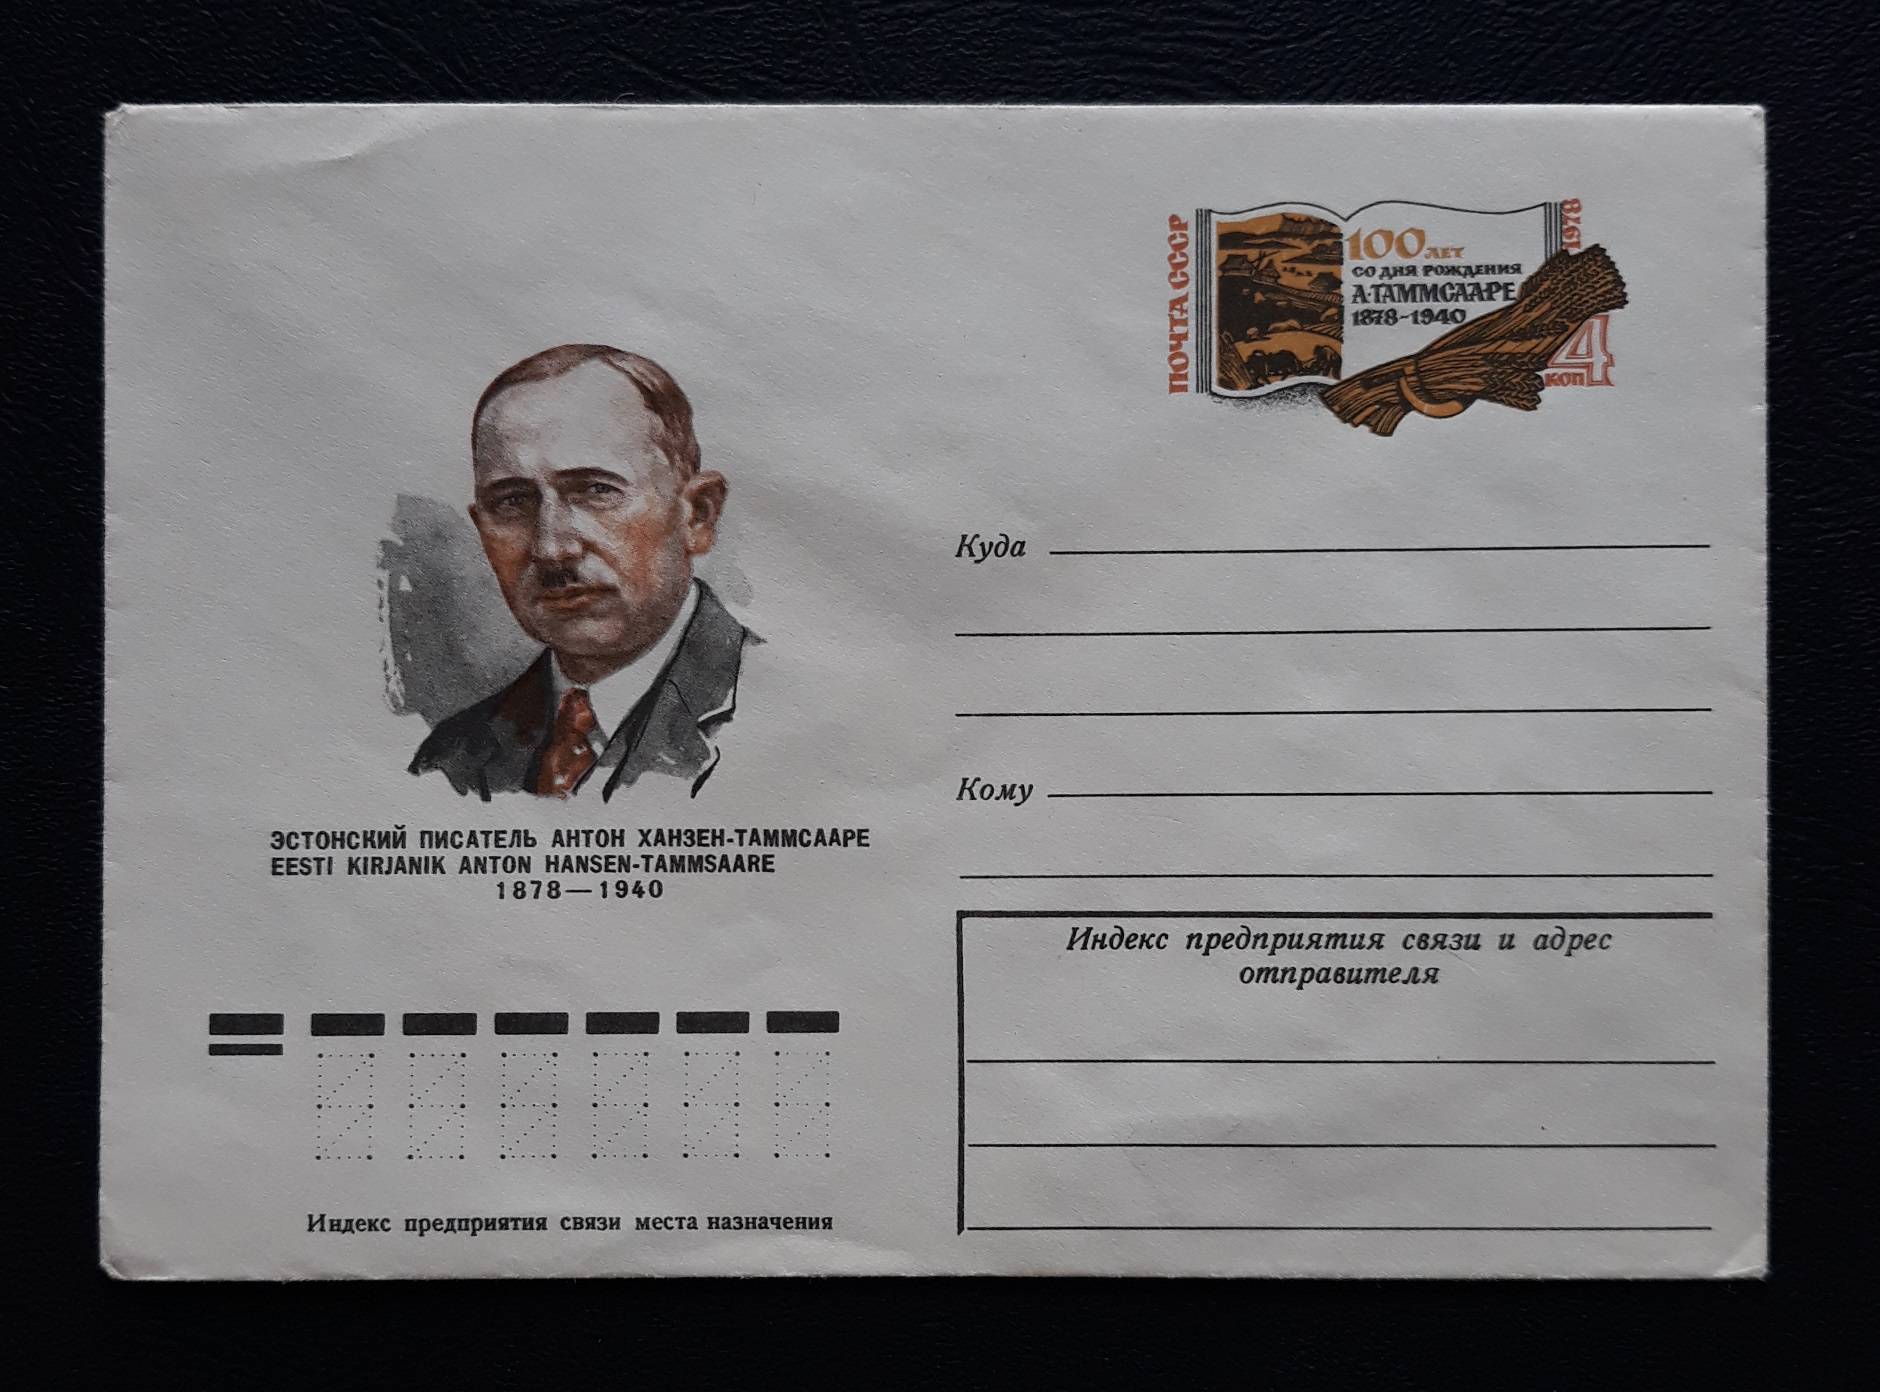 ПОЧТА СССР
1978
100 ЛЕТ
СО ДНЯ РОЖДЕНИЯ
А·ТАММСААРЕ
1878-1940
4
КОП
Куда
Кому
ЭСТОНСКИЙ ПИСАТЕЛЬ АНТОН ХАНЗЕН-ТАММСААРЕ
EESTI KIRJANIK ANTON HANSEN-TAMMSAARE
1878—1940
Индекс предприятия связи и адрес
отправителя
Индекс предприятия связи места назначения